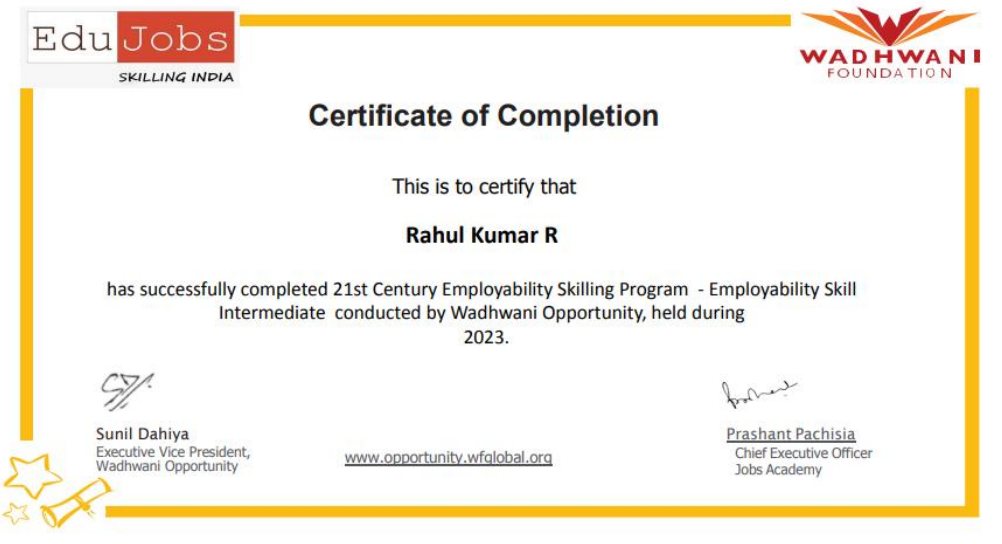 Edu Jobs
SKILLING INDIA
WADHWANI
FOUNDATION
Certificate of Completion
This is to certify that
Rahul Kumar R
has successfully completed 21st Century Employability Skilling Program - Employability Skill
Intermediate conducted by Wadhwani Opportunity, held during
2023.
Sunil Dahiya
Executive Vice President,
Wadhwani Opportunity
www.opportunity.wfglobal.org
Prashant Pachisia
Chief Executive Officer
Jobs Academy